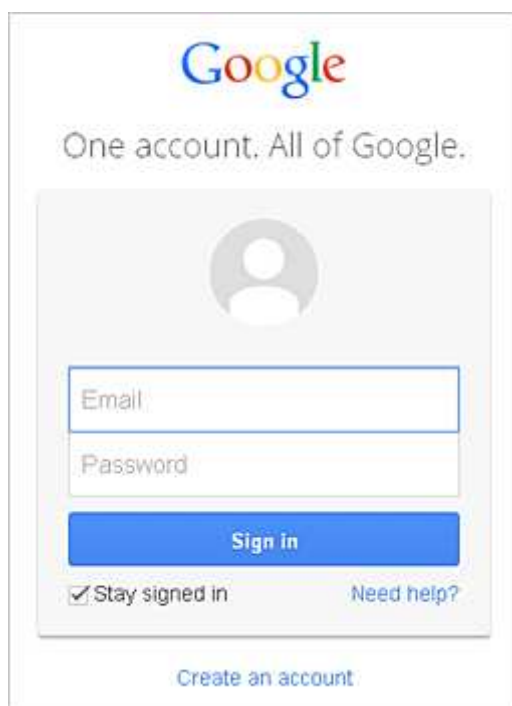 Google
One account. All of Google.
Email
Password
Sign in
Stay signed in Need help?
Create an account